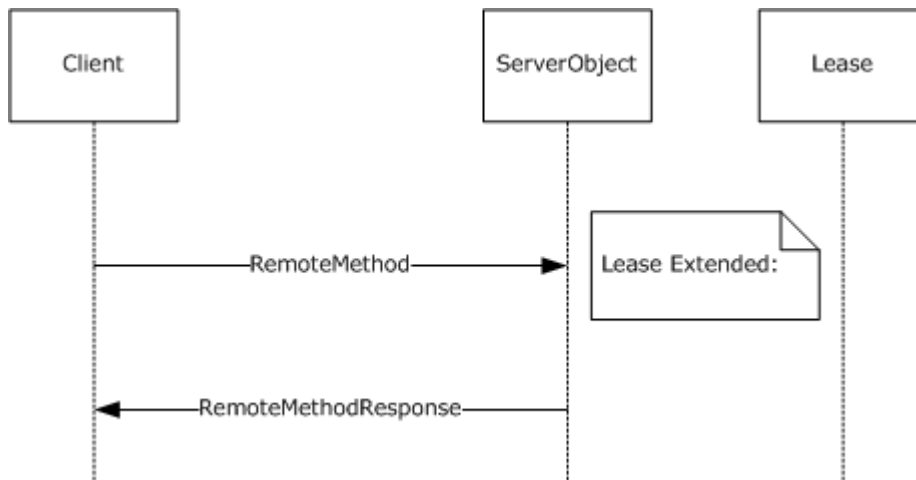 Client
ServerObject
Lease
RemoteMethod
Lease Extended:
RemoteMethodResponse